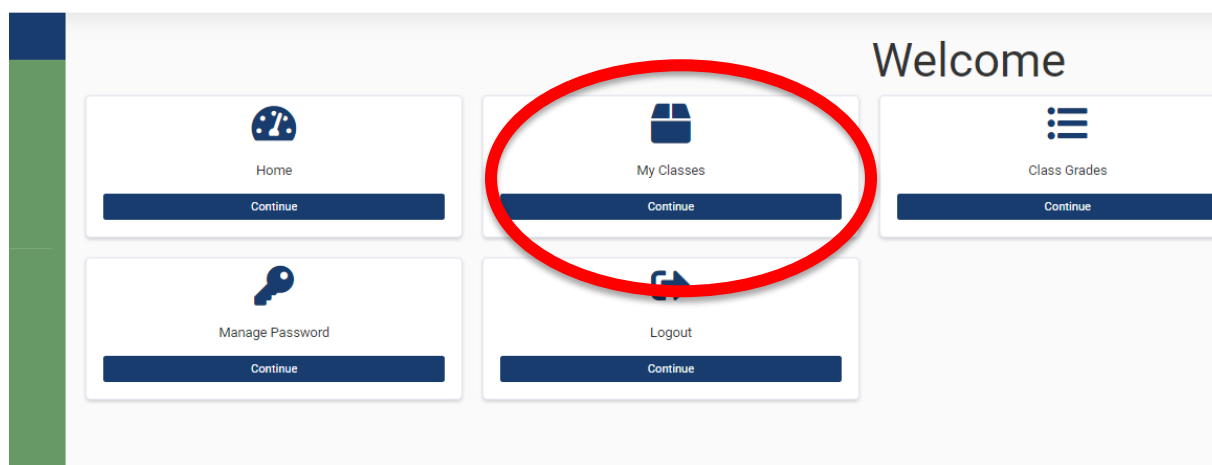 Welcome
Home
Continue
My Classes
Continue
Class Grades
Continue
Manage Password
Continue
Logout
Continue